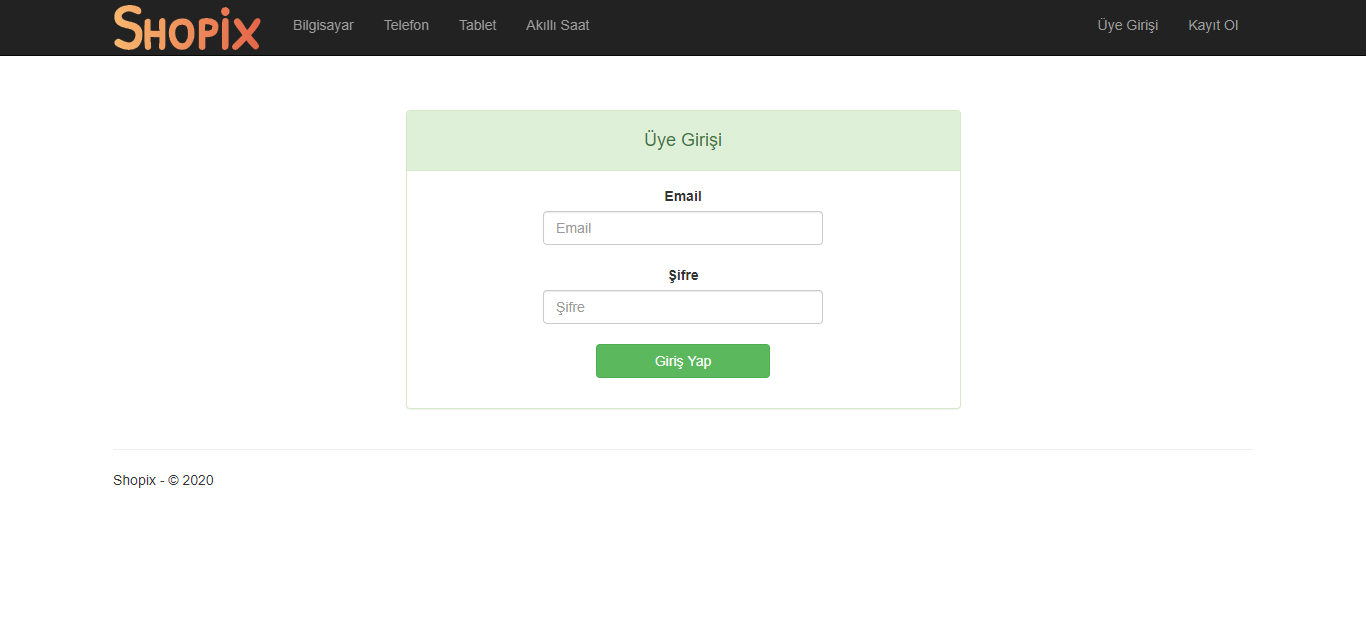 SHOPİX Bilgisayar Telefon Tablet Akıllı Saat Üye Girişi Kayıt Ol
Üye Girişi
Email
Email
Şifre
Şifre
Giriş Yap
Shopix - © 2020